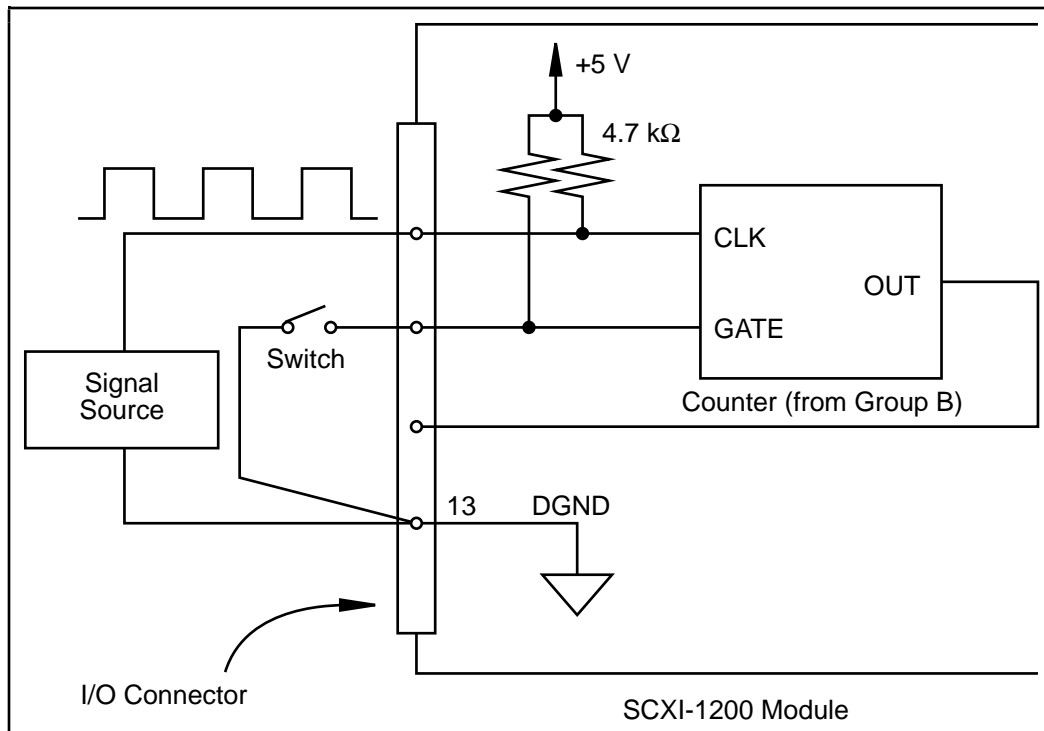 +5 V
4.7 kΩ
CLK
OUT
GATE
Switch
Signal
Source
Counter (from Group B)
13 DGND
I/O Connector
SCXI-1200 Module